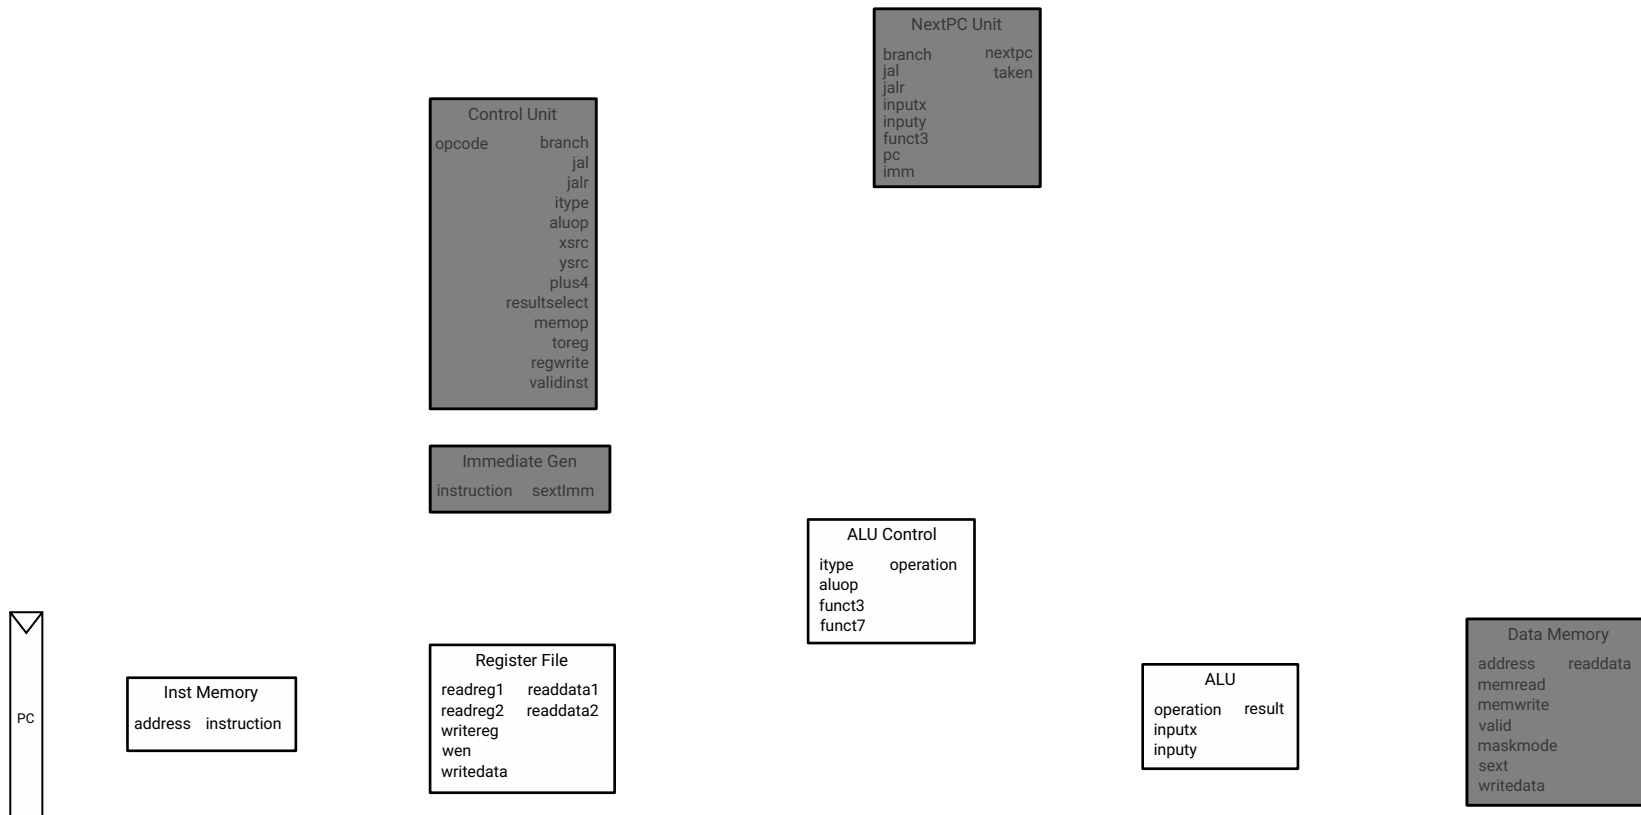 NextPC Unit
branch nextpc
jal taken
jalr
inputx
inputy
funct3
pc
imm
Control Unit
opcode branch
jal
jalr
itype
aluop
xsrc
ysrc
plus4
resultselect
memop
toreg
regwrite
validinst
Immediate Gen
instruction sextImm
ALU Control
itype operation
aluop
funct3
funct7
PC
Inst Memory
address instruction
Register File
readreg1 readdata1
readreg2 readdata2
writereg
wen
writedata
ALU
operation result
inputx
inputy
Data Memory
address readdata
memread
memwrite
valid
maskmode
sext
writedata